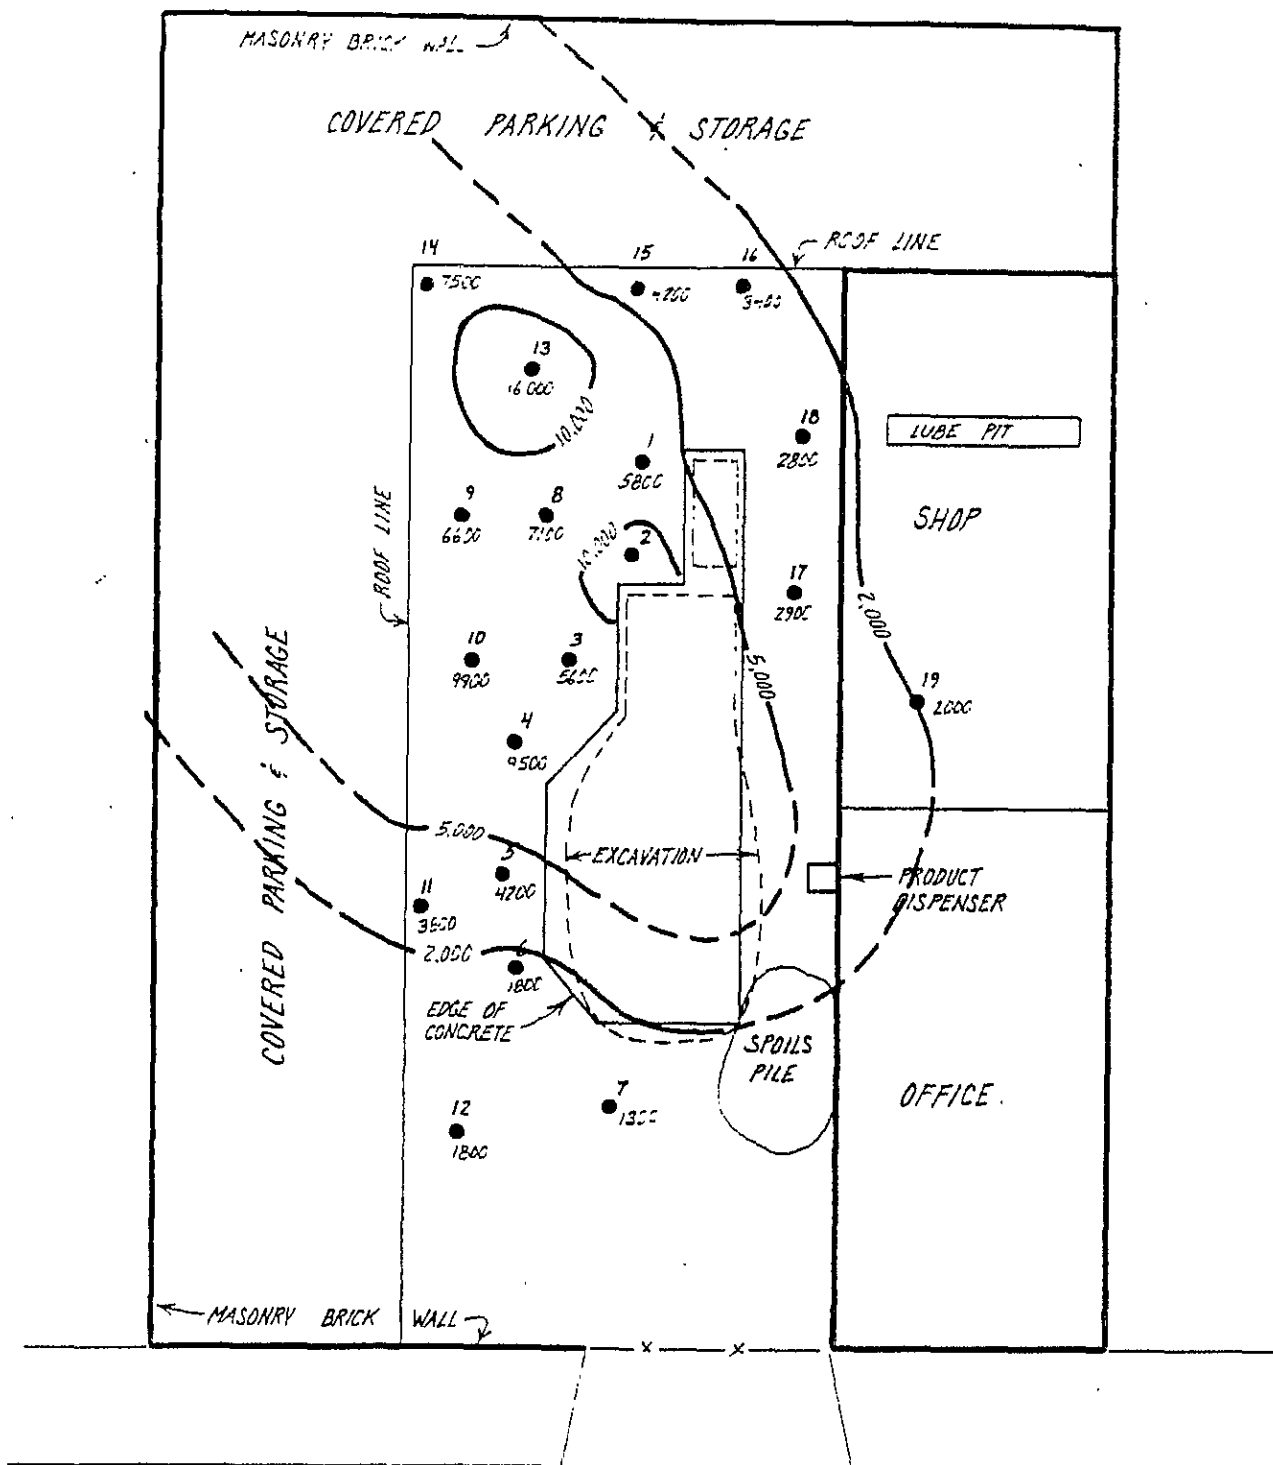 MASONRY BRICK WALL
COVERED PARKING & STORAGE
ROOF LINE
14
7500
15
4200
16
3400
13
16 000
10,000
1
5800
18
2800
LUBE PIT
SHOP
ROOF LINE
9
6600
8
10,000
2
17
2900
2,000
10
9900
3
5600
5,000
19
2000
4
9500
COVERED PARKING & STORAGE
5,000
5
4200
EXCAVATION
PRODUCT
DISPENSER
11
2,000
6
1800
EDGE OF
CONCRETE
SPOILS
PILE
OFFICE.
7
1300
12
1800
MASONRY BRICK WALL